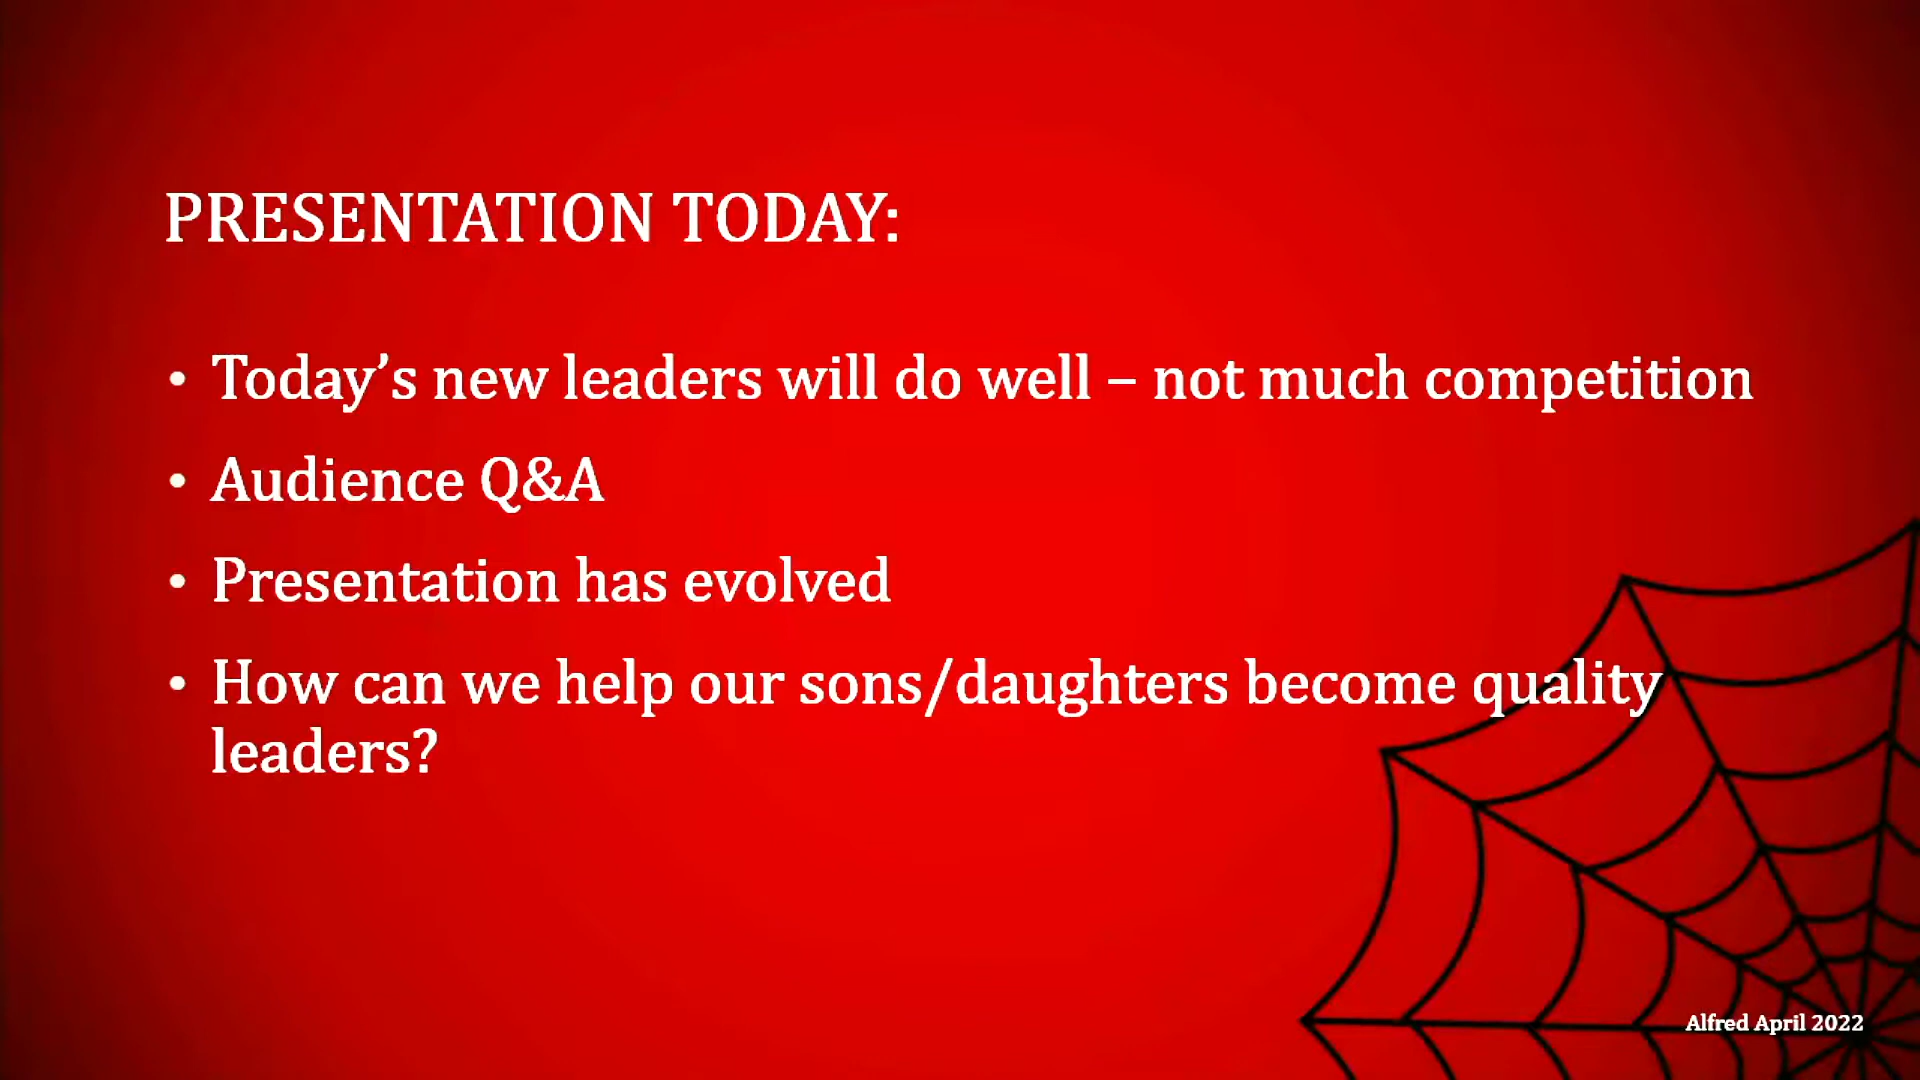 PRESENTATION TODAY:
• Today’s new leaders will do well – not much competition
• Audience Q&A
• Presentation has evolved
• How can we help our sons/daughters become quality
leaders?
Alfred April 2022